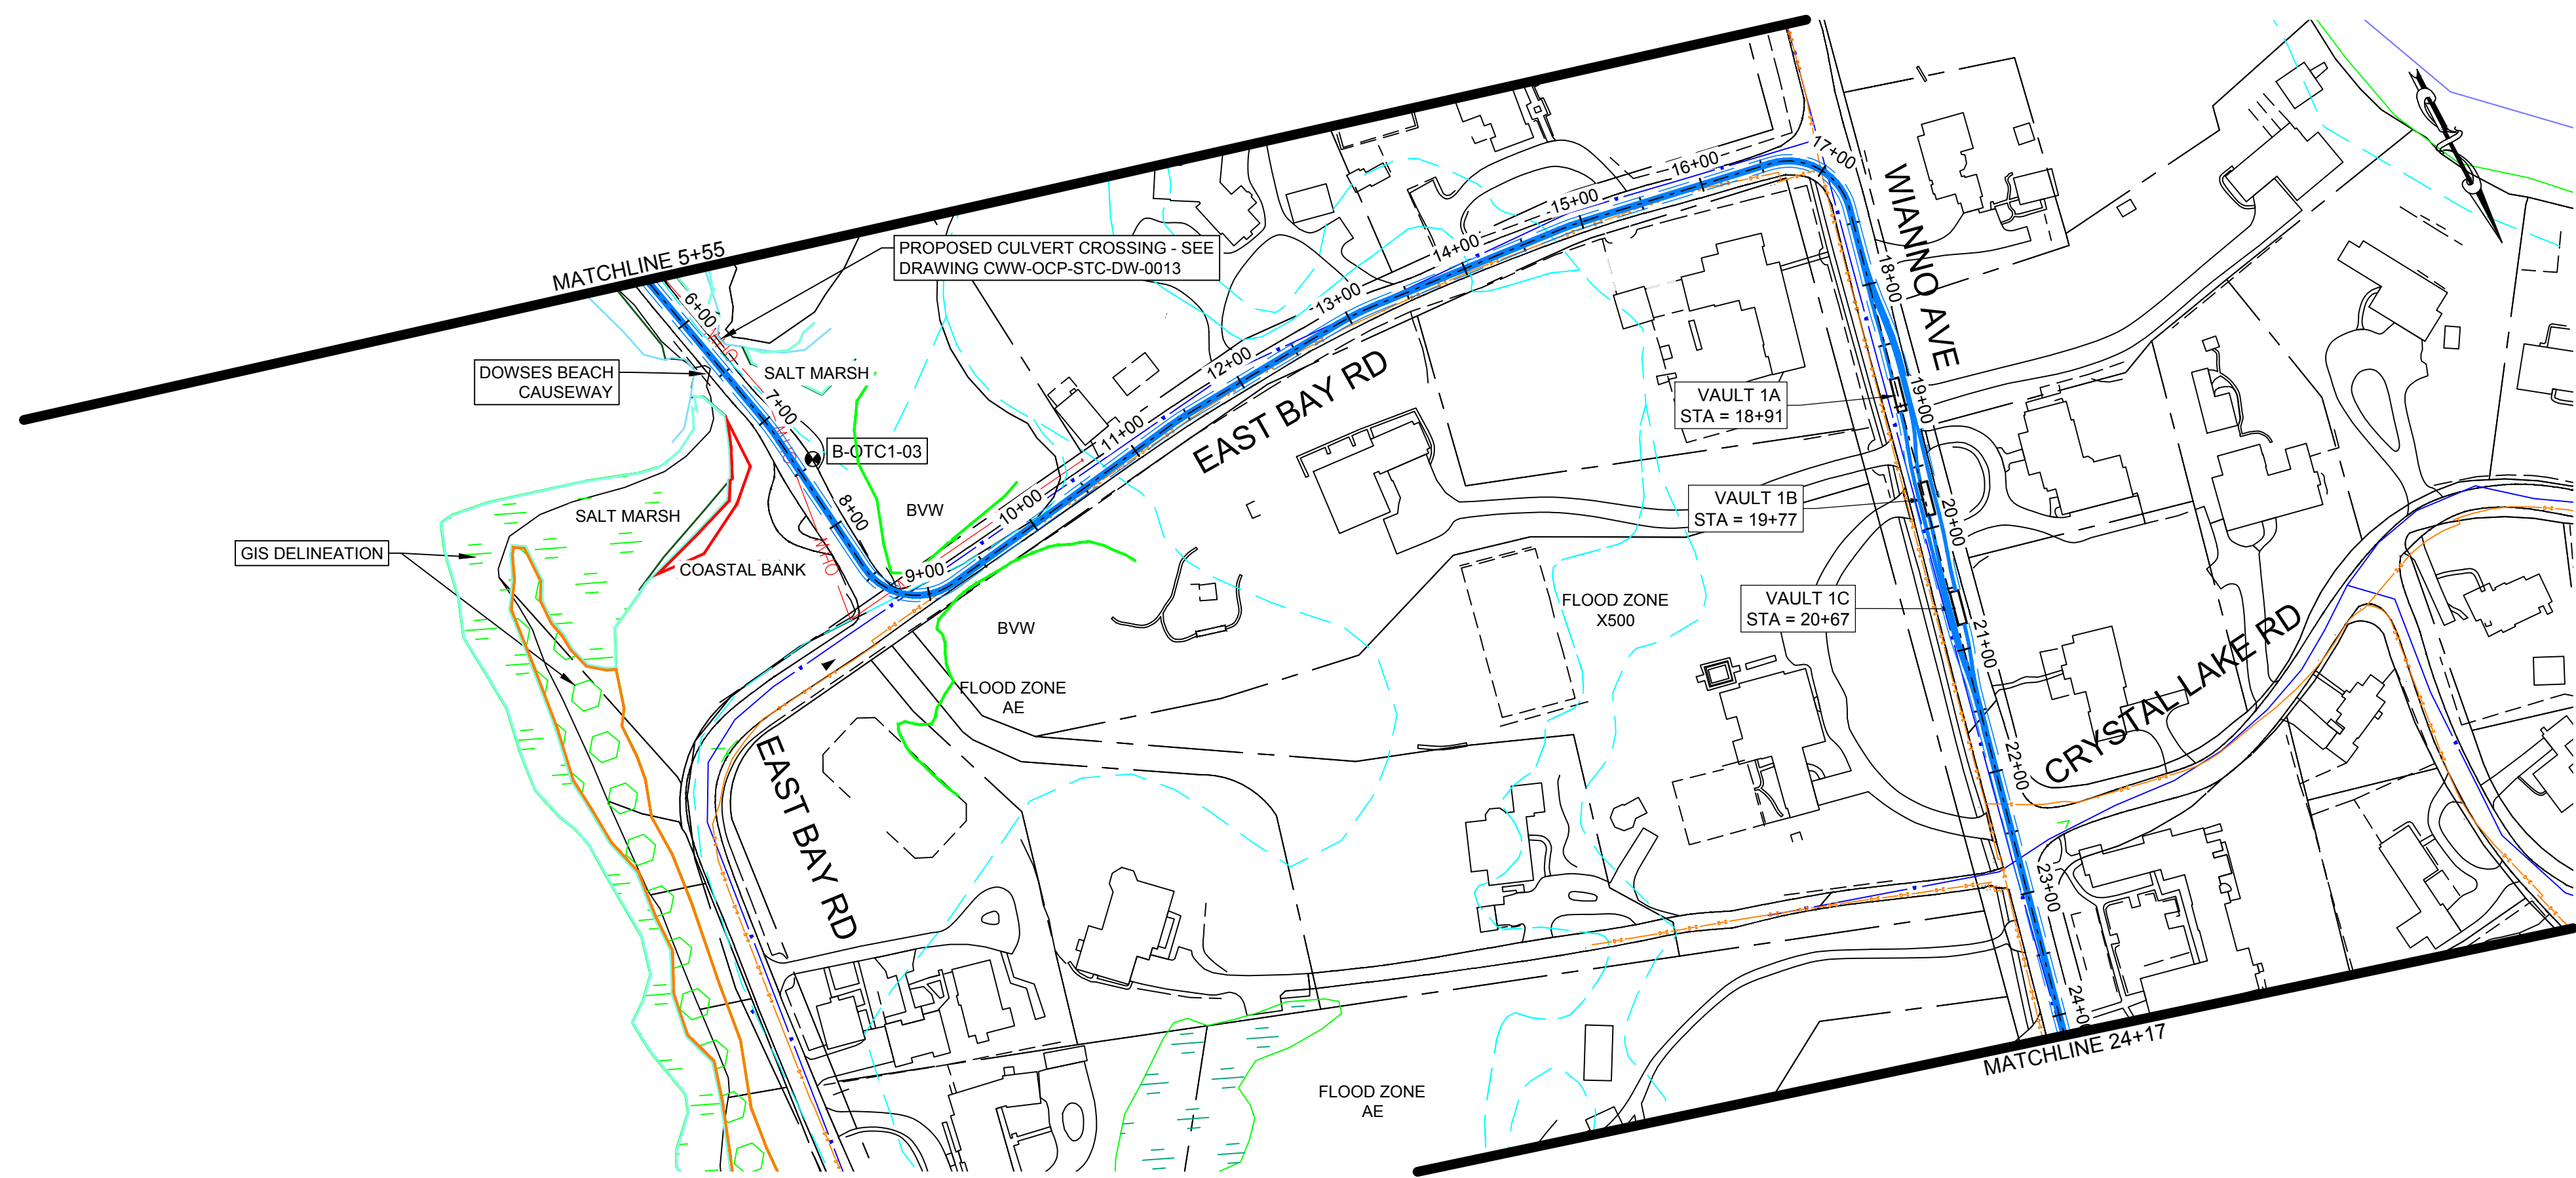 MATCHLINE 5+55
PROPOSED CULVERT CROSSING - SEE
DRAWING CWW-OCP-STC-DW-0013
DOWSES BEACH
CAUSEWAY
SALT MARSH
B-OTC1-03
GIS DELINEATION
SALT MARSH
COASTAL BANK
BVW
BVW
FLOOD ZONE
AE
EAST BAY RD
EAST BAY RD
6+00
7+00
8+00
9+00
10+00
11+00
12+00
13+00
14+00
15+00
16+00
17+00
18+00
19+00
20+00
21+00
22+00
23+00
24+00
OHW
OHW
OHW
WIANNO AVE
VAULT 1A
STA = 18+91
VAULT 1B
STA = 19+77
VAULT 1C
STA = 20+67
FLOOD ZONE
X500
CRYSTAL LAKE RD
FLOOD ZONE
AE
MATCHLINE 24+17